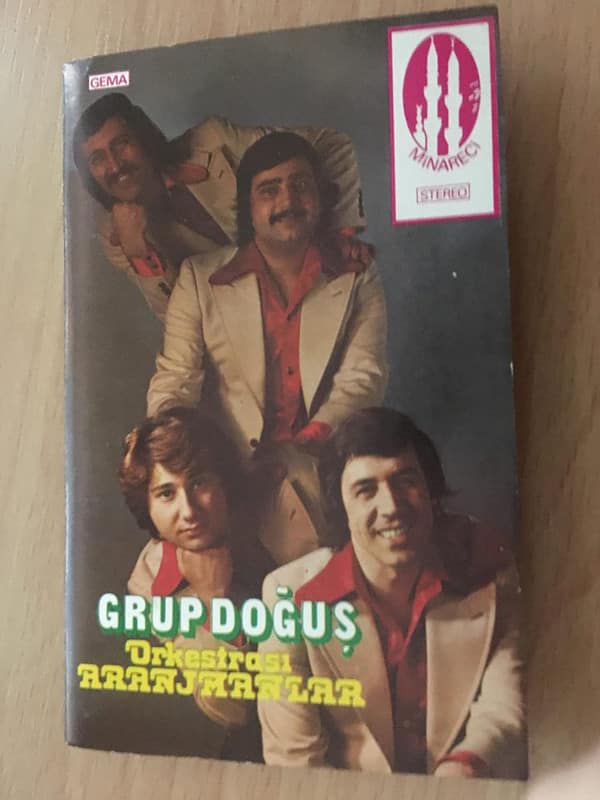 GEMA
MINARECI
STEREO
GRUP DOĞUŞ
Orkestrası
ARANJMANLAR